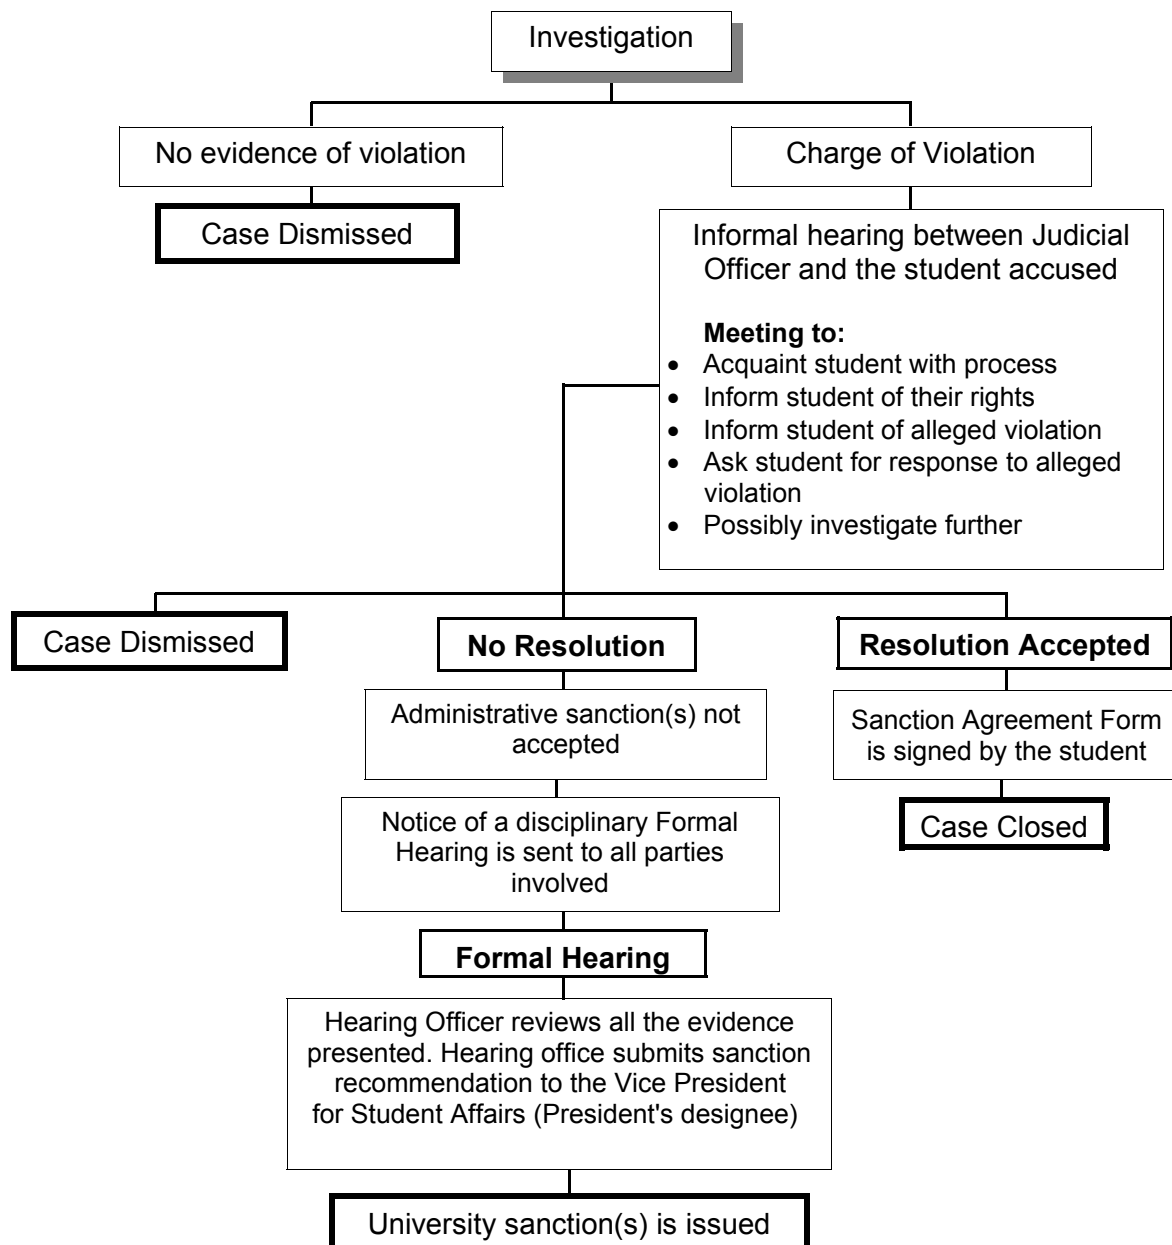 Investigation
No evidence of violation
Charge of Violation
Case Dismissed
Informal hearing between Judicial
Officer and the student accused
Meeting to:
• Acquaint student with process
• Inform student of their rights
• Inform student of alleged violation
• Ask student for response to alleged
violation
• Possibly investigate further
Case Dismissed
No Resolution
Resolution Accepted
Administrative sanction(s) not
accepted
Sanction Agreement Form
is signed by the student
Notice of a disciplinary Formal
Hearing is sent to all parties
involved
Case Closed
Formal Hearing
Hearing Officer reviews all the evidence
presented. Hearing office submits sanction
recommendation to the Vice President
for Student Affairs (President's designee)
University sanction(s) is issued